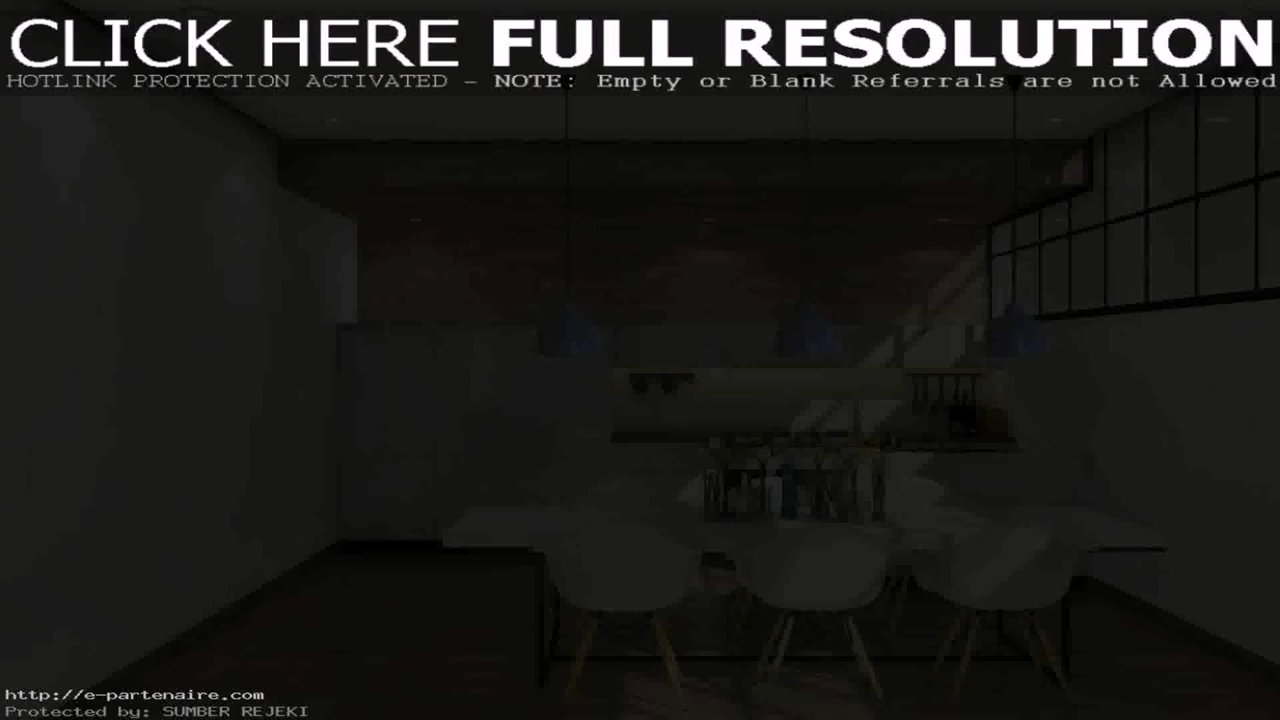 CLICK HERE FULL RESOLUTION
HOTLINK PROTECTION ACTIVATED - NOTE: Empty or Blank Referrals are not Allowed
http://e-partenaire.com
Protected by: SUMBER REJEKI